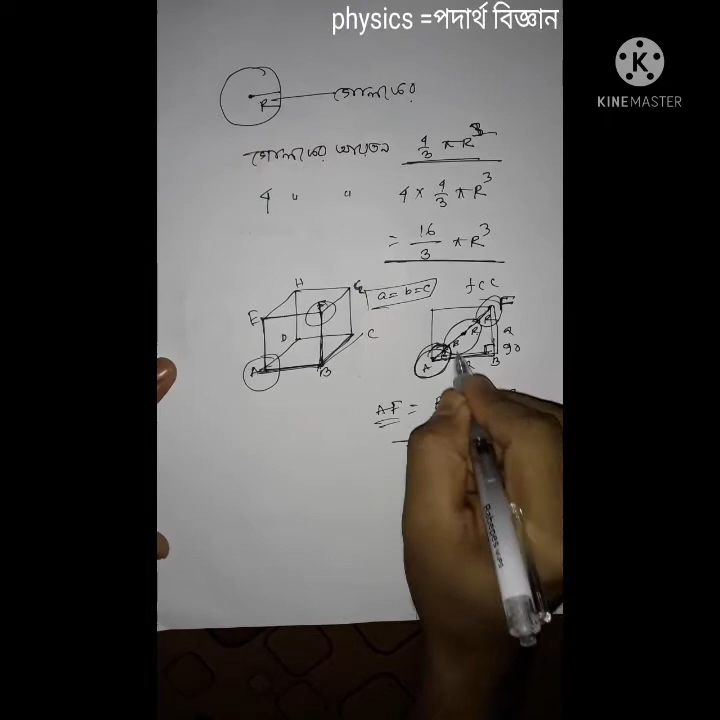 physics =পদার্থ বিজ্ঞান
KINEMASTER
R গোলকের
গোলকের আয়তন 4/3 πR³
4 " " 4 × 4/3 πR³
= 16/3 πR³
H G
E F
D C
A B
a = b = c
fcc
F
R
R
R
a
90
A B
AF =